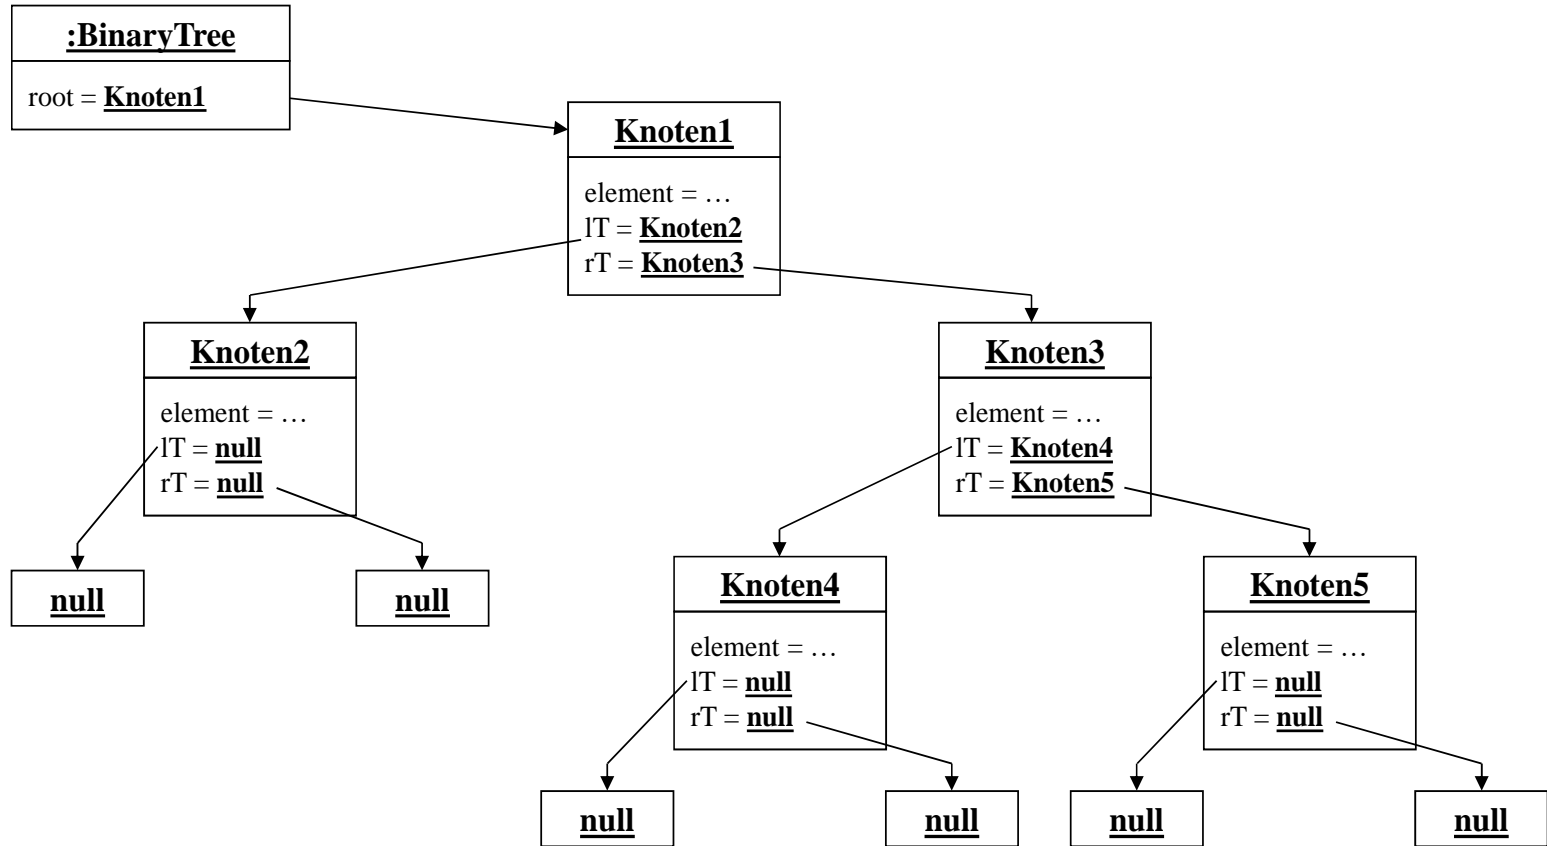 :BinaryTree
root = Knoten1
Knoten1
element = …
lT = Knoten2
rT = Knoten3
Knoten2
element = …
lT = null
rT = null
Knoten3
element = …
lT = Knoten4
rT = Knoten5
null
null
Knoten4
element = …
lT = null
rT = null
Knoten5
element = …
lT = null
rT = null
null
null
null
null